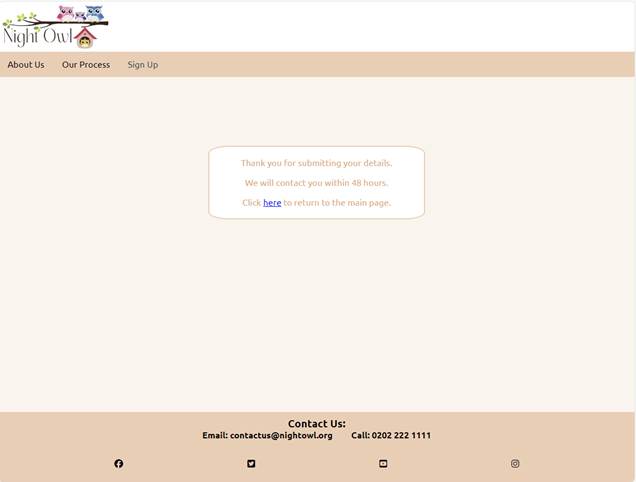 Night Owl
About Us Our Process Sign Up
Thank you for submitting your details.
We will contact you within 48 hours.
Click here to return to the main page.
Contact Us:
Email: contactus@nightowl.org Call: 0202 222 1111